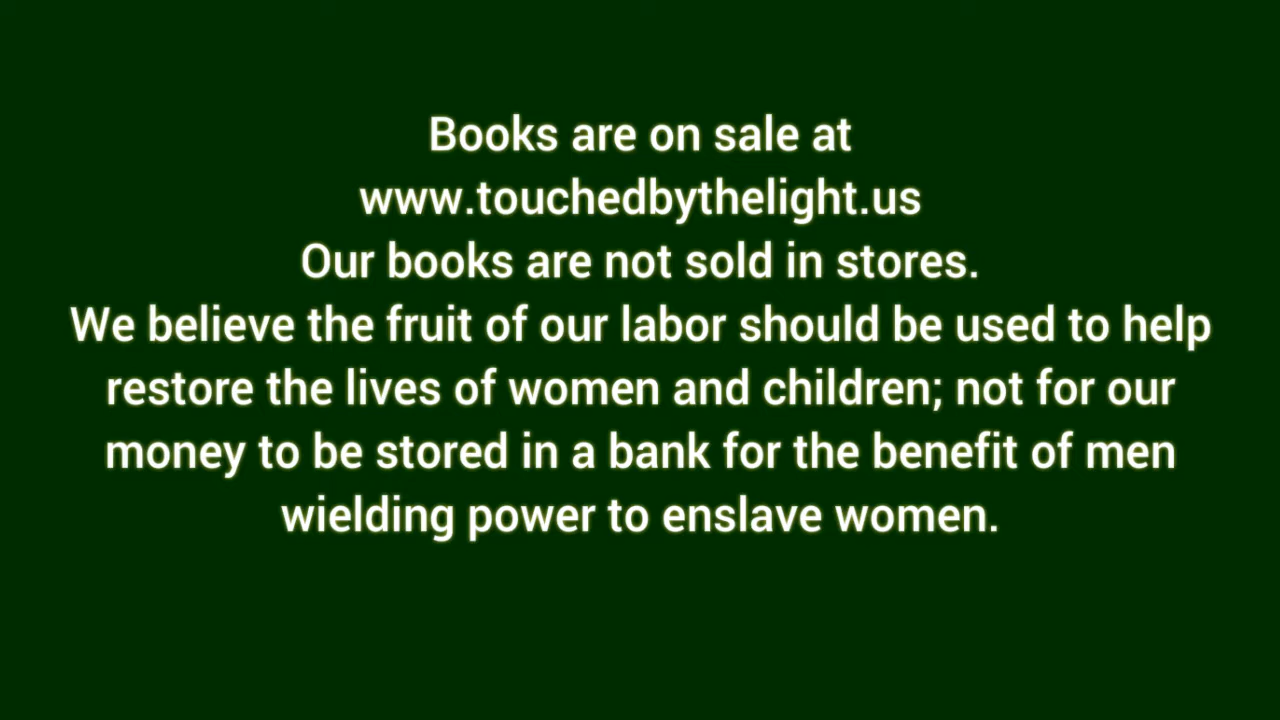 Books are on sale at
www.touchedbythelight.us
Our books are not sold in stores.
We believe the fruit of our labor should be used to help
restore the lives of women and children; not for our
money to be stored in a bank for the benefit of men
wielding power to enslave women.